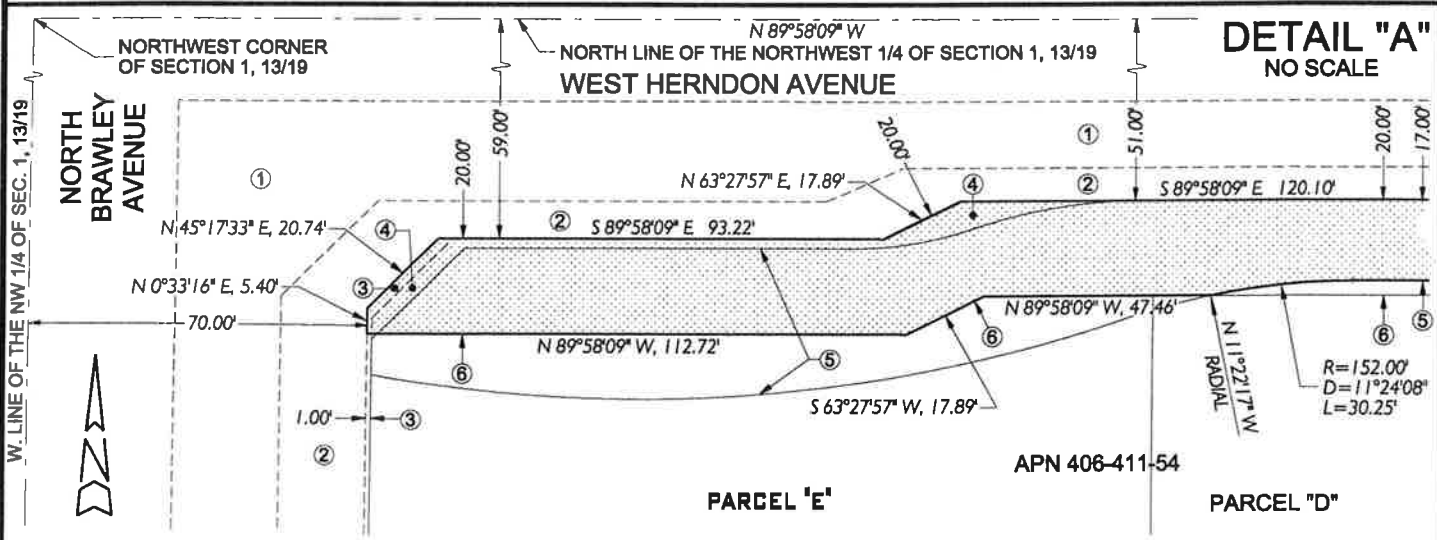 N 89°58'09" W
DETAIL "A"
NO SCALE
NORTHWEST CORNER
OF SECTION 1, 13/19
NORTH LINE OF THE NORTHWEST 1/4 OF SECTION 1, 13/19
WEST HERNDON AVENUE
W. LINE OF THE NW 1/4 OF SEC. 1, 13/19
NORTH
BRAWLEY
AVENUE
①
①
20.00'
59.00'
20.00'
51.00'
20.00'
17.00'
N 63°27'57" E, 17.89'
④
②
S 89°58'09" E 120.10'
N 45°17'33" E, 20.74'
④
②
S 89°58'09" E 93.22'
③
N 0°33'16" E, 5.40'
70.00'
N 89°58'09" W, 47.46'
⑥
⑥
⑤
N 89°58'09" W, 112.72'
⑥
⑤
N 11°22'17" W
RADIAL
R=152.00'
D=11°24'08"
L=30.25'
S 63°27'57" W, 17.89'
1.00'
③
②
N
APN 406-411-54
PARCEL "E"
PARCEL "D"